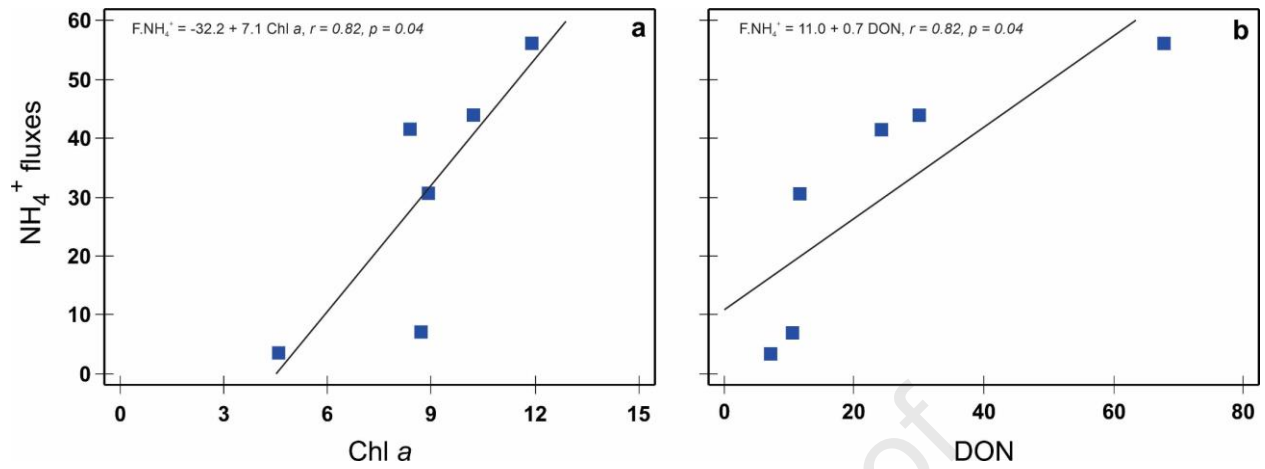 F.NH₄⁺ = -32.2 + 7.1 Chl a, r = 0.82, p = 0.04
a
NH₄⁺ fluxes
60
50
40
30
20
10
0
0 3 6 9 12 15
Chl a
F.NH₄⁺ = 11.0 + 0.7 DON, r = 0.82, p = 0.04
b
0 20 40 60 80
DON
of